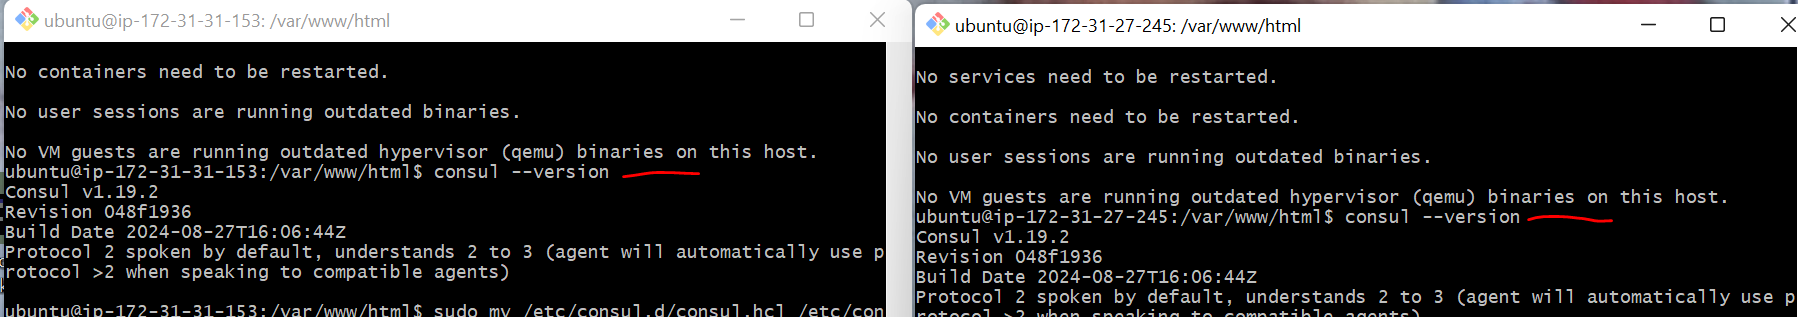 ubuntu@ip-172-31-31-153: /var/www/html
No containers need to be restarted.
No user sessions are running outdated binaries.
No VM guests are running outdated hypervisor (qemu) binaries on this host.
ubuntu@ip-172-31-31-153:/var/www/html$ consul --version
Consul v1.19.2
Revision 048f1936
Build Date 2024-08-27T16:06:44Z
Protocol 2 spoken by default, understands 2 to 3 (agent will automatically use p
rotocol >2 when speaking to compatible agents)
ubuntu@ip-172-31-31-153:/var/www/html$ sudo mv /etc/consul.d/consul.hcl /etc/con
ubuntu@ip-172-31-27-245: /var/www/html
No services need to be restarted.
No containers need to be restarted.
No user sessions are running outdated binaries.
No VM guests are running outdated hypervisor (qemu) binaries on this host.
ubuntu@ip-172-31-27-245:/var/www/html$ consul --version
Consul v1.19.2
Revision 048f1936
Build Date 2024-08-27T16:06:44Z
Protocol 2 spoken by default, understands 2 to 3 (agent will automatically use p
rotocol >2 when speaking to compatible agents)